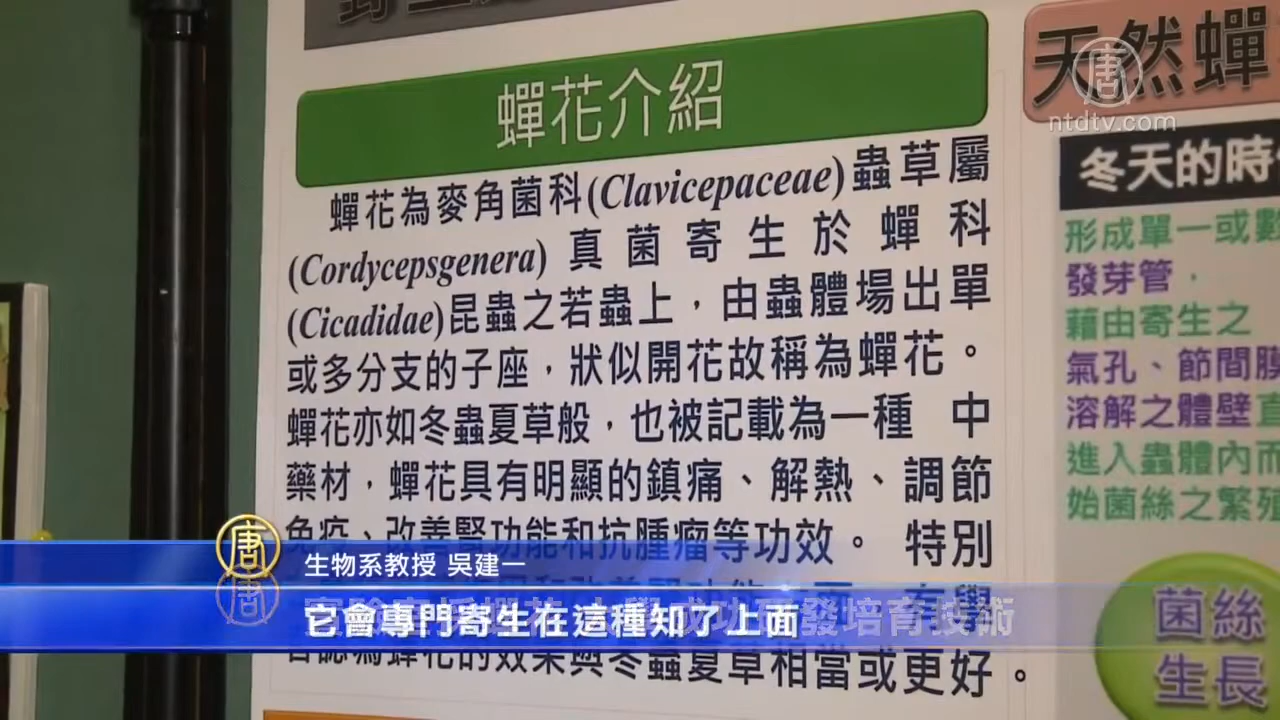 蟬花介紹
蟬花為麥角菌科(Clavicepaceae)蟲草屬
(Cordycepsgenera)真菌寄生於蟬科
(Cicadidae)昆蟲之若蟲上，由蟲體場出單
或多分支的子座，狀似開花故稱為蟬花。
蟬花亦如冬蟲夏草般，也被記載為一種 中
藥材，蟬花具有明顯的鎮痛、解熱、調節
免疫、改善腎功能和抗腫瘤等功效。 特別
蟬花的效果與冬蟲夏草相當或更好。
天然蟬
唐
ntdtv.com
冬天的時
形成單一或數
發芽管，
藉由寄生之
氣孔、節間膜
溶解之體壁直
進入蟲體內而
始菌絲之繁殖
菌絲
生長
唐
生物系教授 吳建一
它會專門寄生在這種知了上面
發培育技術